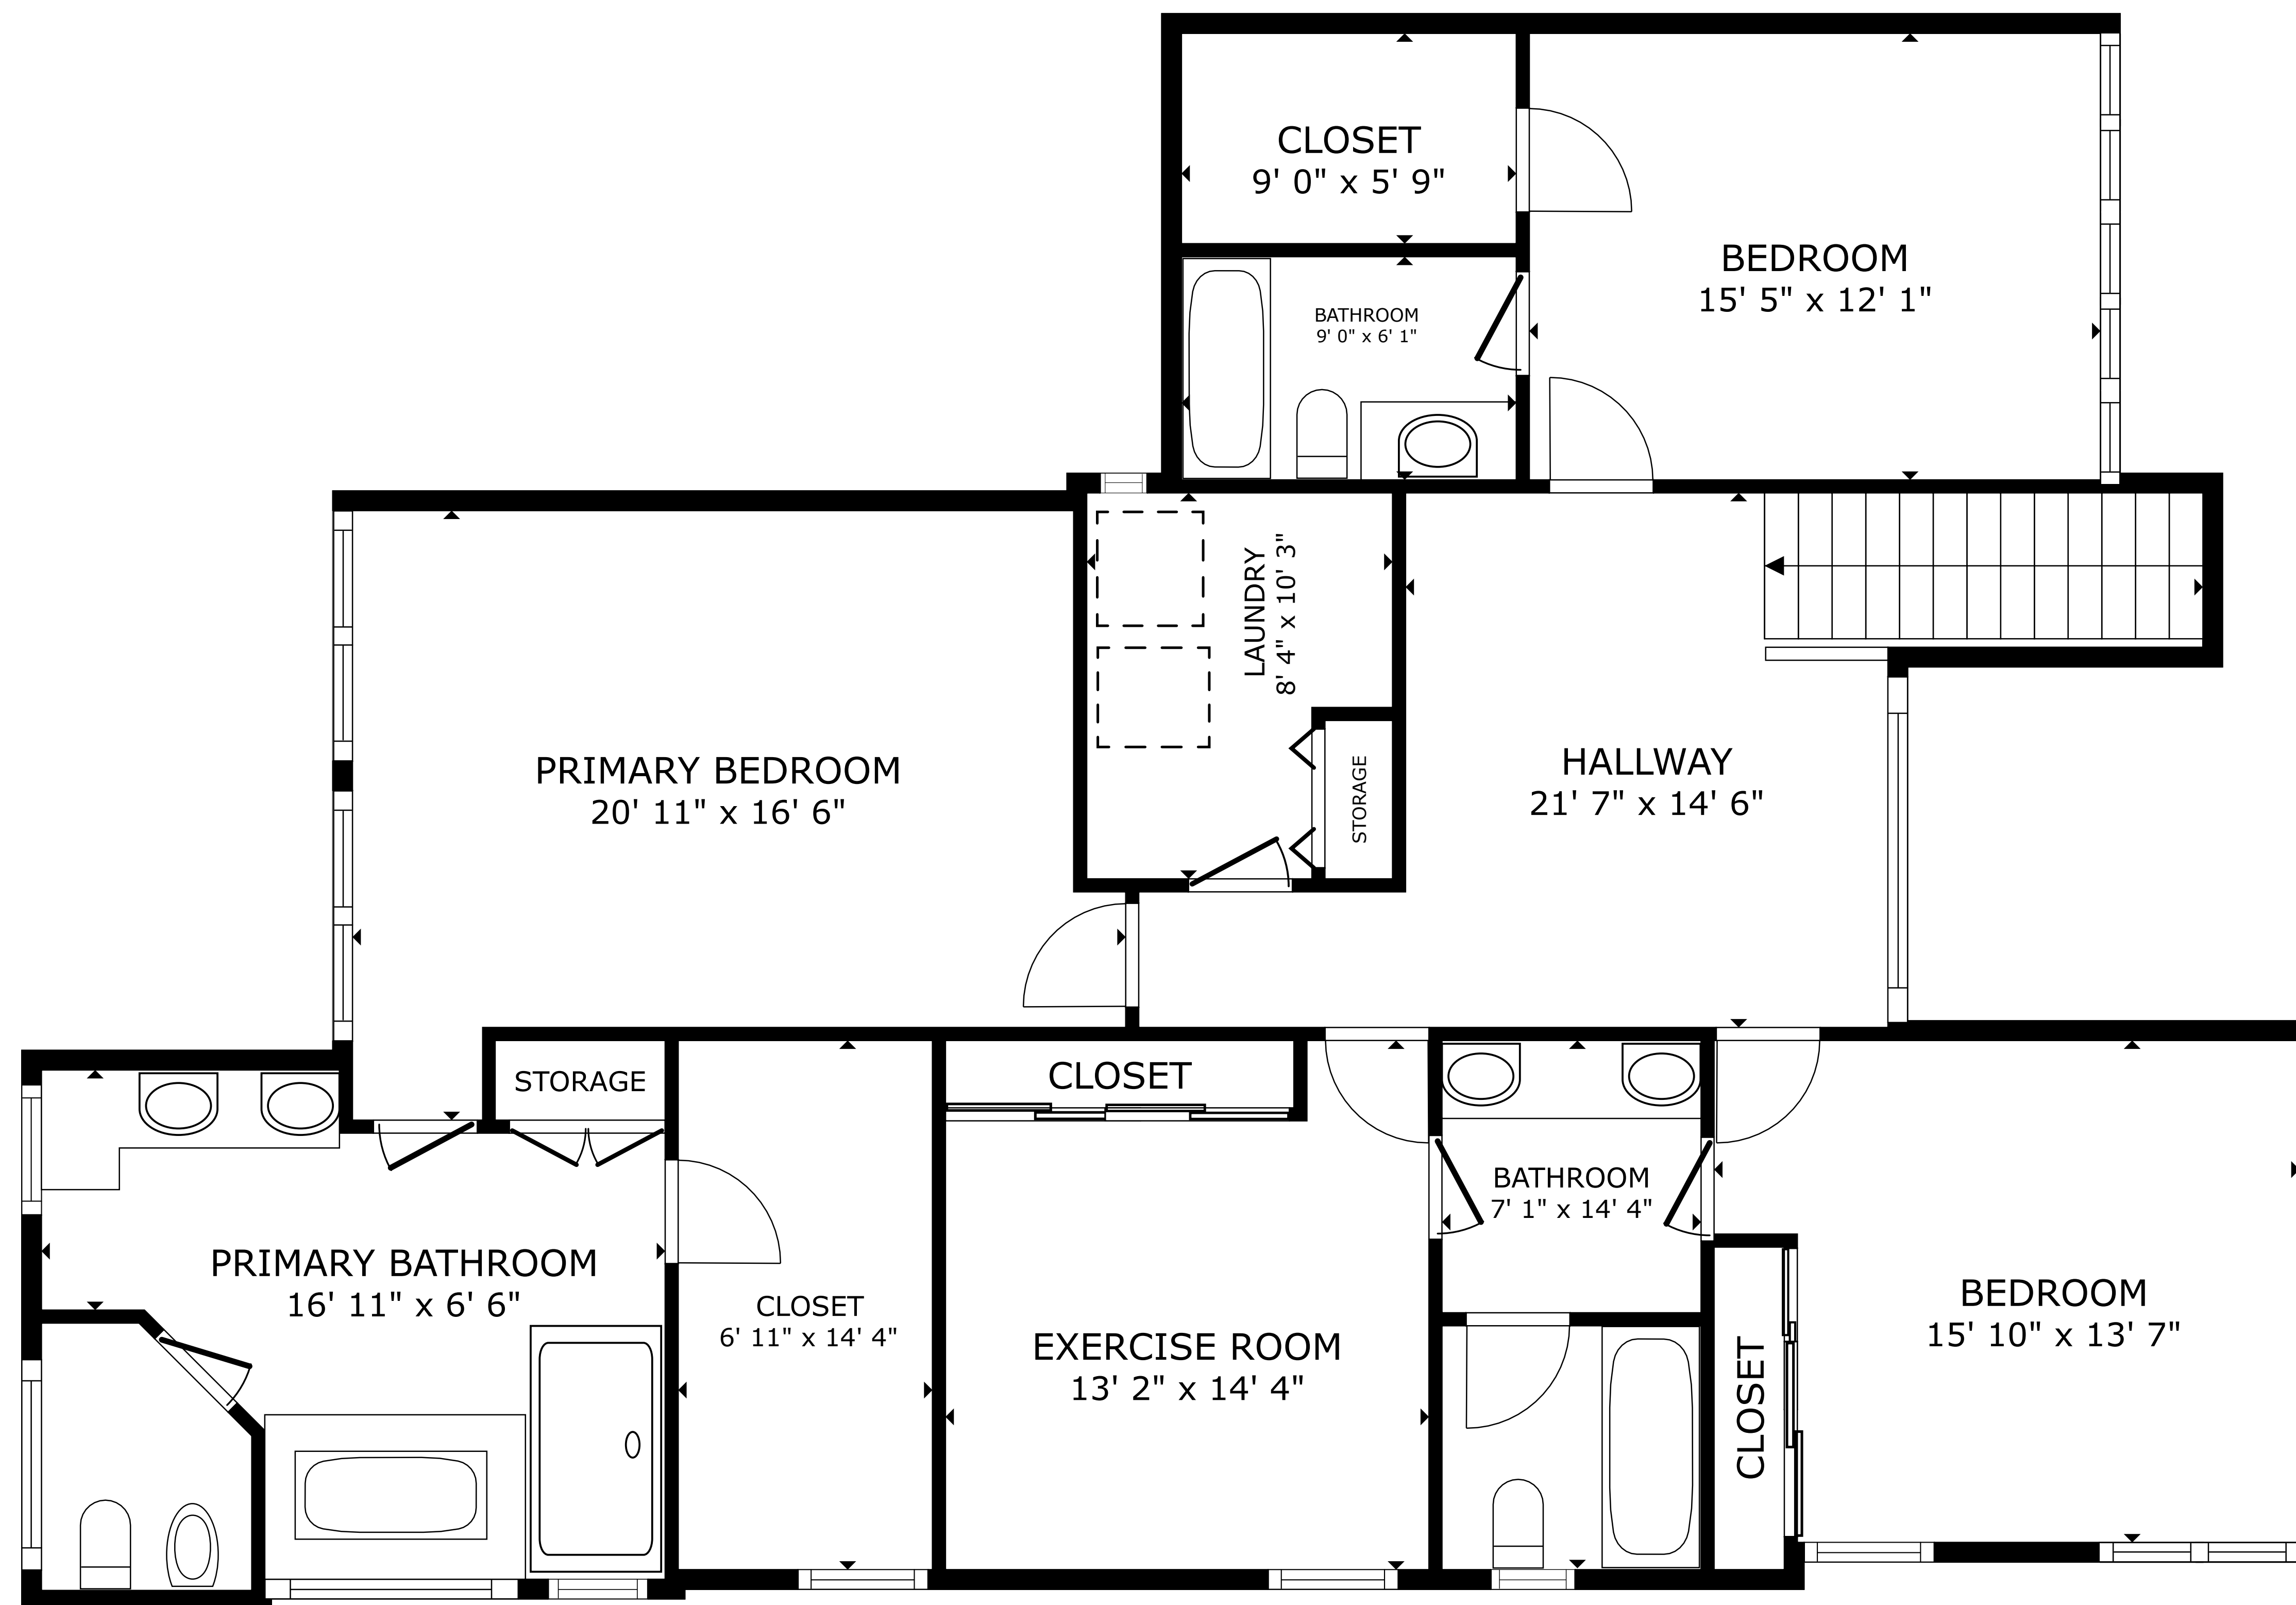 CLOSET
9' 0" x 5' 9"
BEDROOM
15' 5" x 12' 1"
BATHROOM
9' 0" x 6' 1"
LAUNDRY
8' 4" x 10' 3"
STORAGE
HALLWAY
21' 7" x 14' 6"
PRIMARY BEDROOM
20' 11" x 16' 6"
STORAGE
CLOSET
BATHROOM
7' 1" x 14' 4"
PRIMARY BATHROOM
16' 11" x 6' 6"
CLOSET
6' 11" x 14' 4"
EXERCISE ROOM
13' 2" x 14' 4"
CLOSET
BEDROOM
15' 10" x 13' 7"